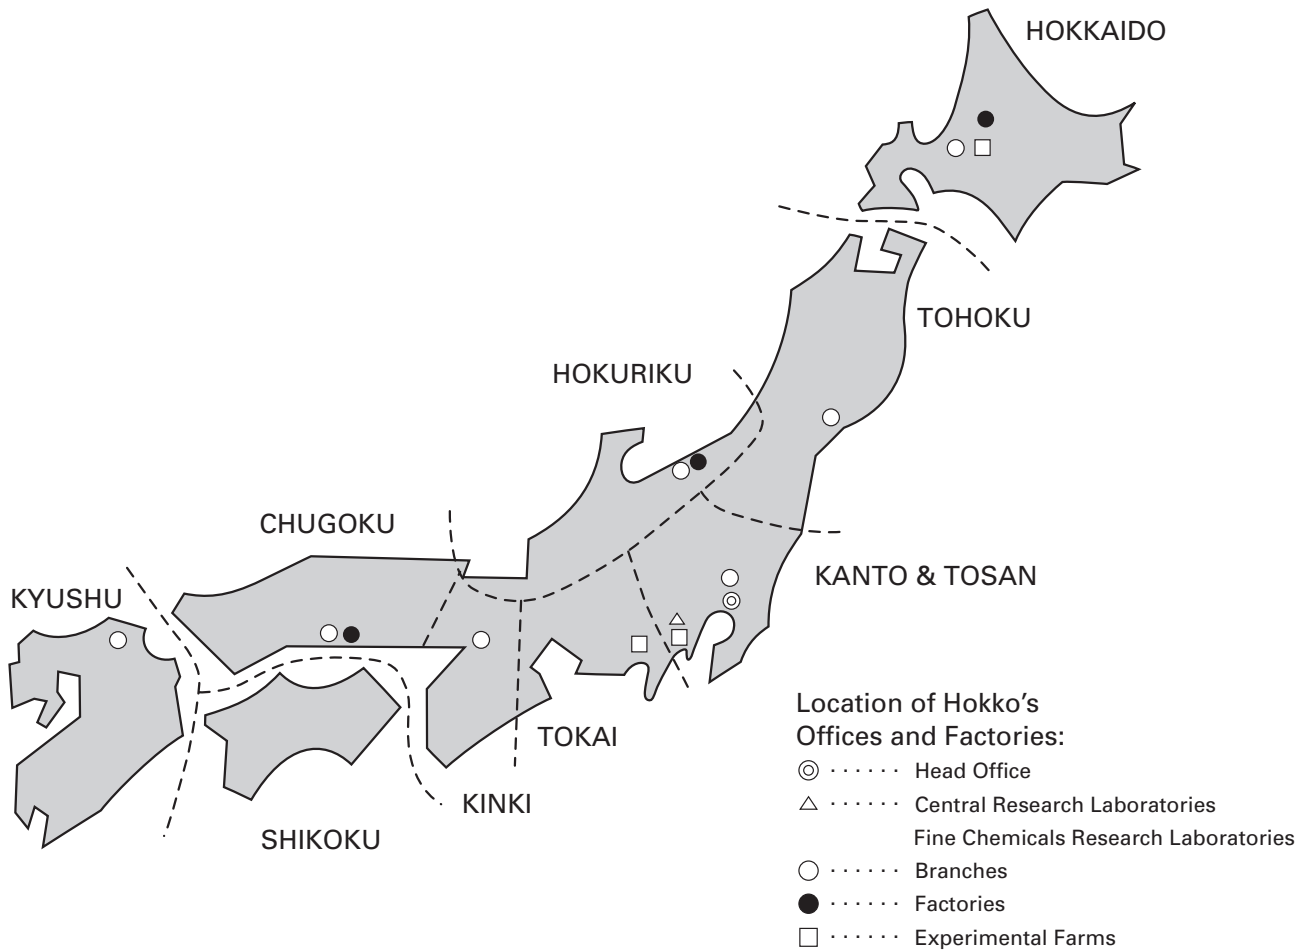 HOKKAIDO
TOHOKU
HOKURIKU
CHUGOKU
KANTO & TOSAN
KYUSHU
TOKAI
KINKI
SHIKOKU
Location of Hokko’s
Offices and Factories:
◎ · · · · · · Head Office
△ · · · · · · Central Research Laboratories
Fine Chemicals Research Laboratories
○ · · · · · · Branches
● · · · · · · Factories
□ · · · · · · Experimental Farms